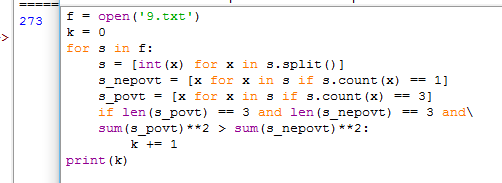 =====
273
>
f = open('9.txt')
k = 0
for s in f:
    s = [int(x) for x in s.split()]
    s_nepovt = [x for x in s if s.count(x) == 1]
    s_povt = [x for x in s if s.count(x) == 3]
    if len(s_povt) == 3 and len(s_nepovt) == 3 and\
    sum(s_povt)**2 > sum(s_nepovt)**2:
        k += 1
print(k)